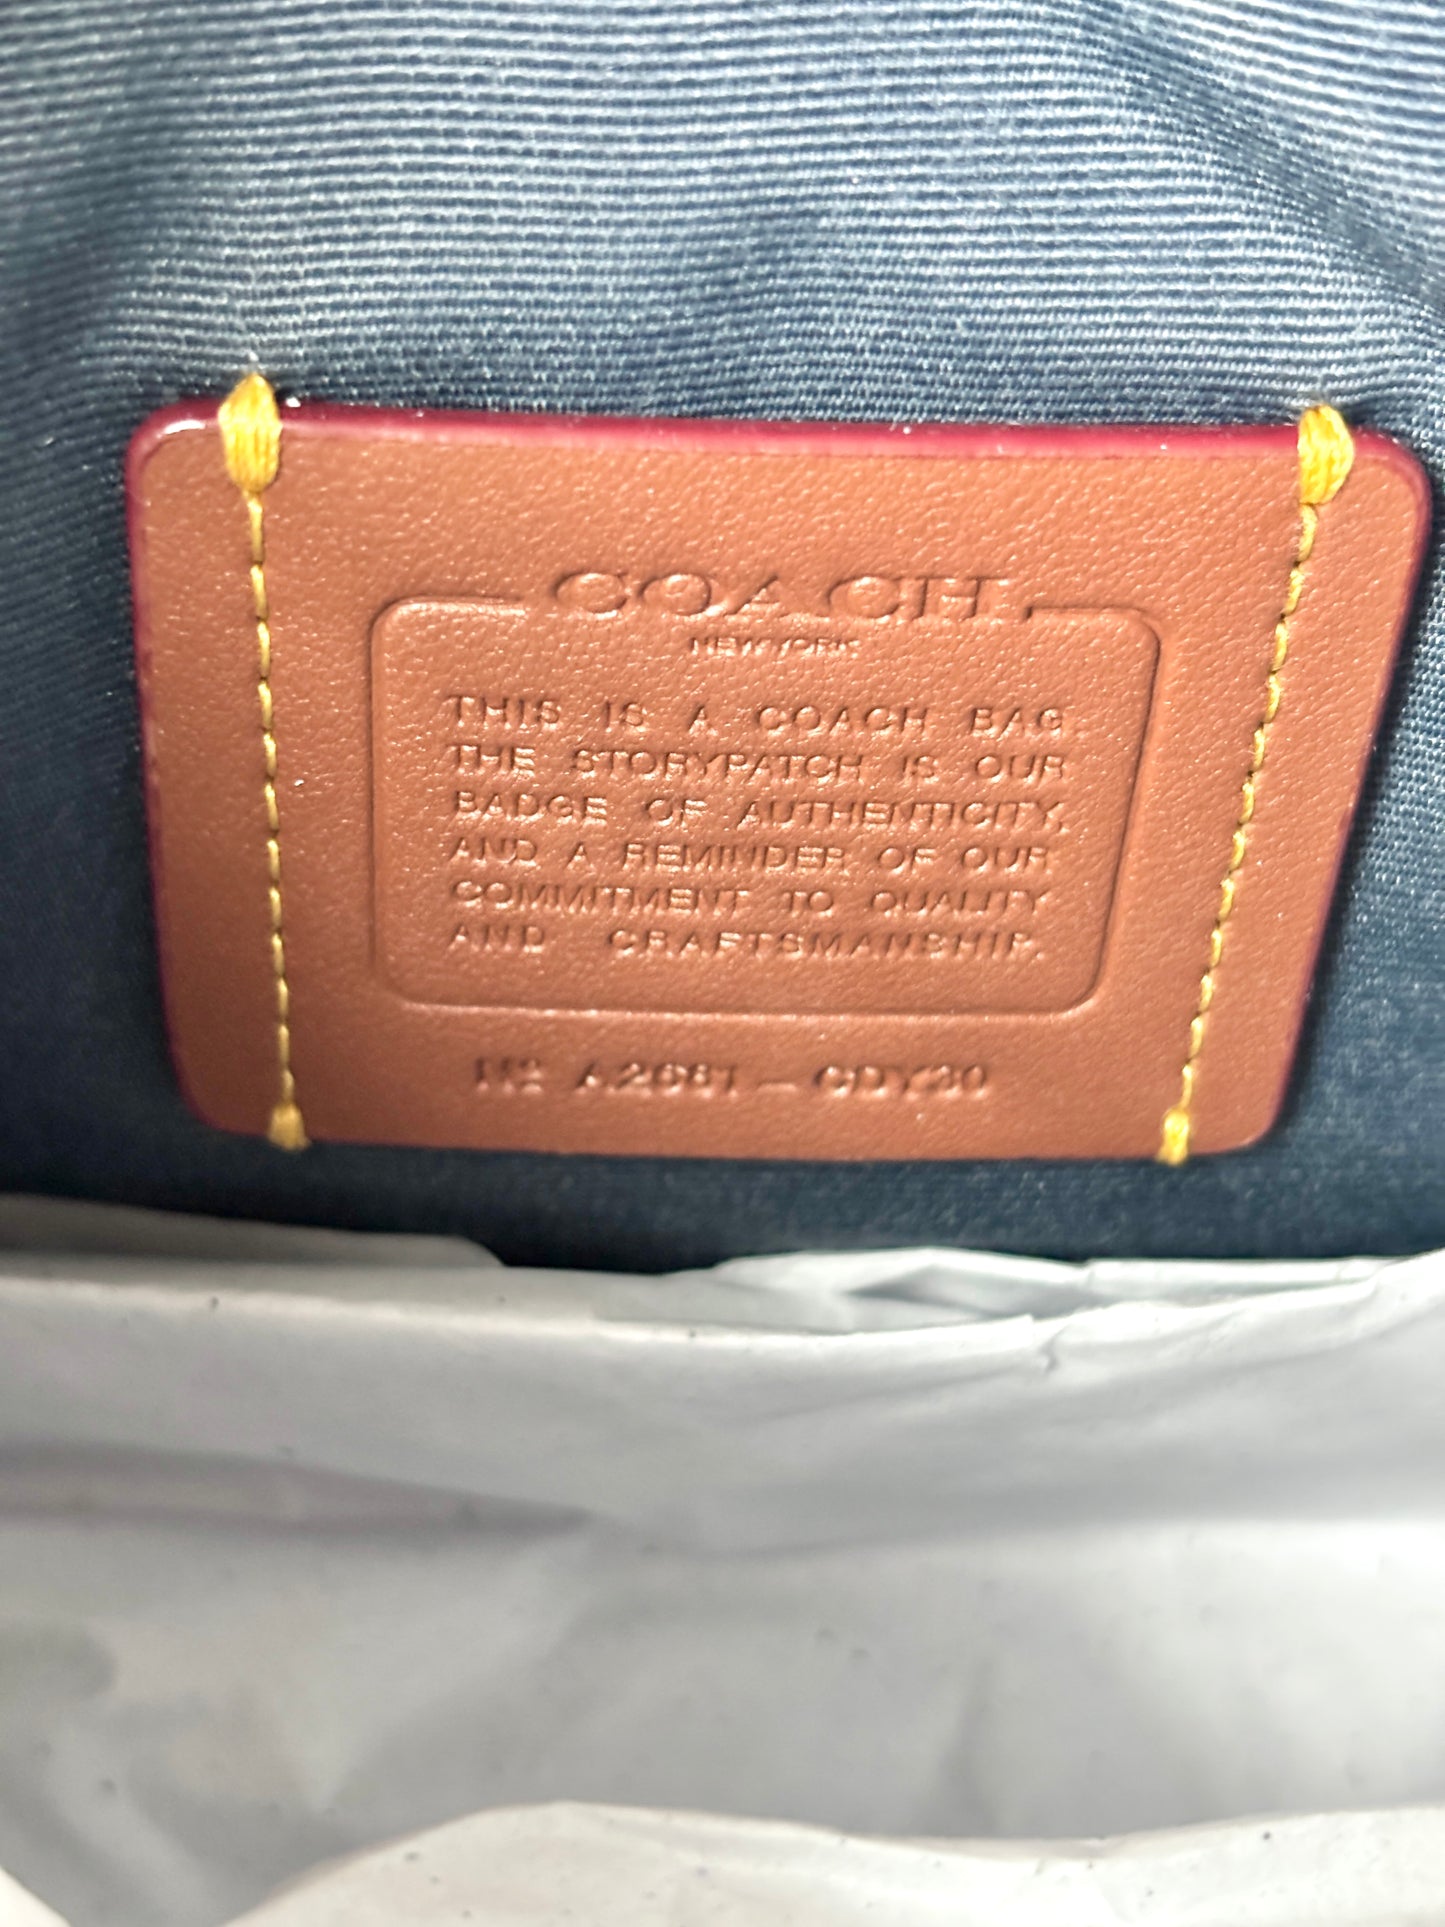 COACH
NEW YORK
THIS IS A COACH BAG.
THE STORYPATCH IS OUR
BADGE OF AUTHENTICITY,
AND A REMINDER OF OUR
COMMITMENT TO QUALITY
AND CRAFTSMANSHIP.
Nº